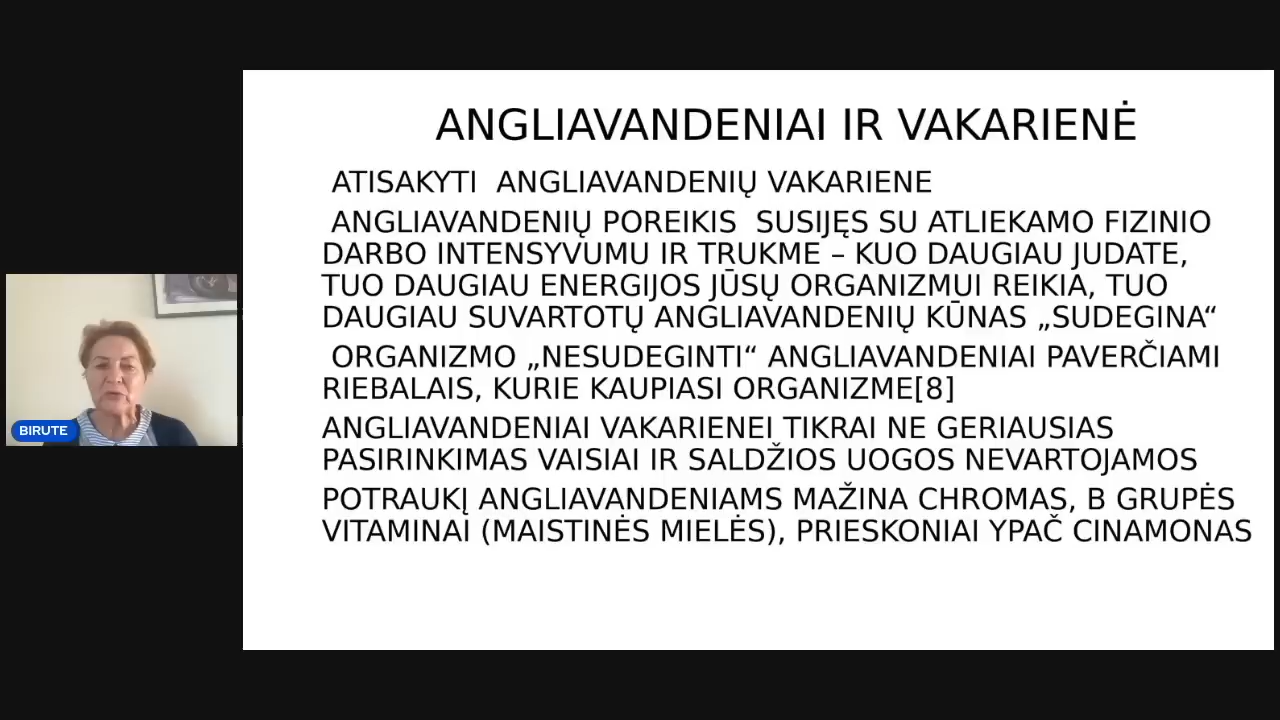 ANGLIAVANDENIAI IR VAKARIENĖ
ATISAKYTI ANGLIAVANDENIŲ VAKARIENE
ANGLIAVANDENIŲ POREIKIS SUSIJĘS SU ATLIEKAMO FIZINIO
DARBO INTENSYVUMU IR TRUKME – KUO DAUGIAU JUDATE,
TUO DAUGIAU ENERGIJOS JŪSŲ ORGANIZMUI REIKIA, TUO
DAUGIAU SUVARTOTŲ ANGLIAVANDENIŲ KŪNAS „SUDEGINA“
ORGANIZMO „NESUDEGINTI“ ANGLIAVANDENIAI PAVERČIAMI
RIEBALAIS, KURIE KAUPIASI ORGANIZME[8]
ANGLIAVANDENIAI VAKARIENEI TIKRAI NE GERIAUSIAS
PASIRINKIMAS VAISIAI IR SALDŽIOS UOGOS NEVARTOJAMOS
POTRAUKĮ ANGLIAVANDENIAMS MAŽINA CHROMAS, B GRUPĖS
VITAMINAI (MAISTINĖS MIELĖS), PRIESKONIAI YPAČ CINAMONAS
BIRUTE